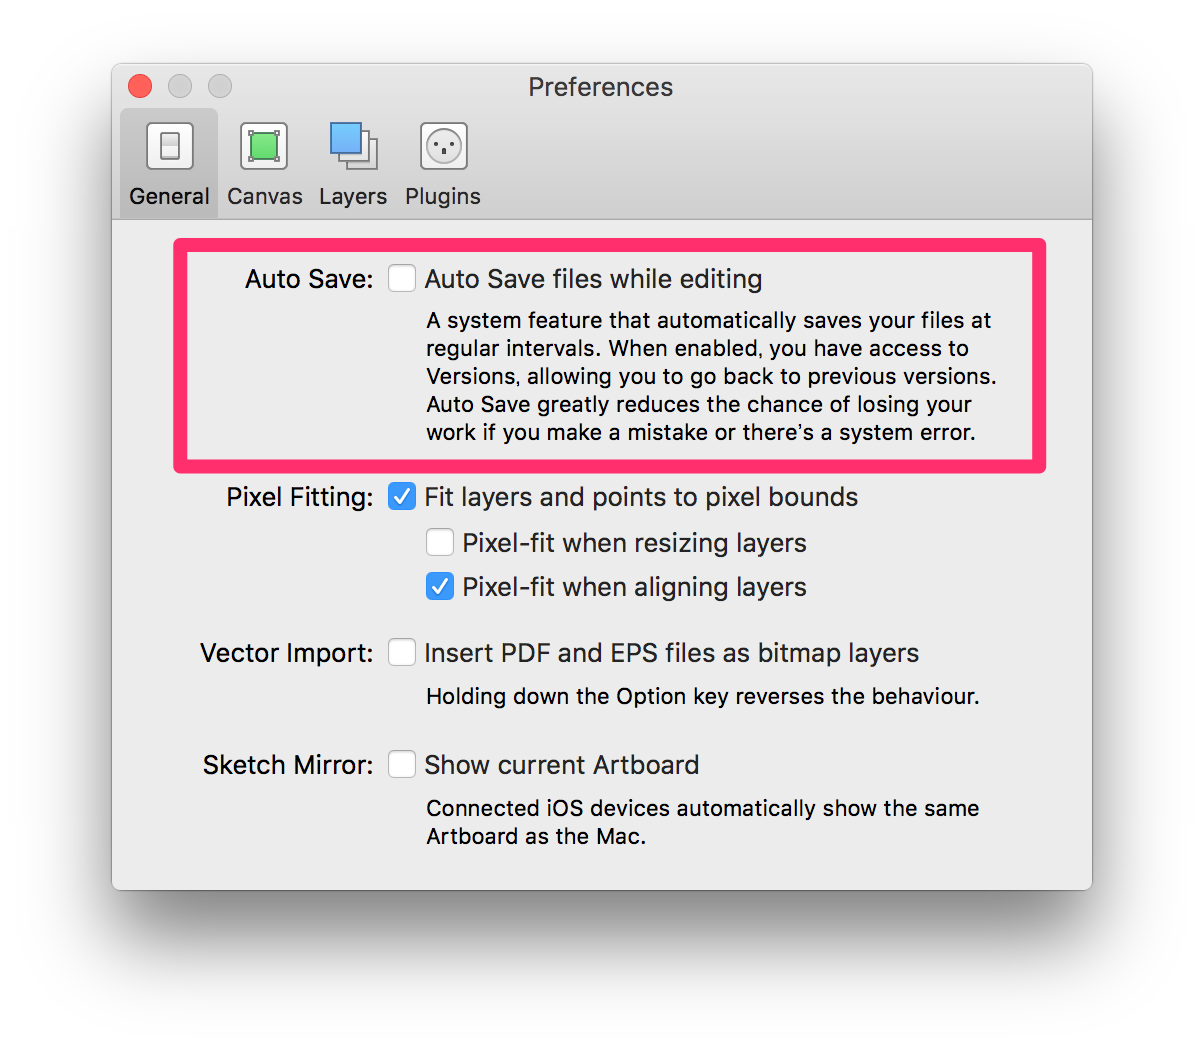 Preferences
General Canvas Layers Plugins
Auto Save: Auto Save files while editing
A system feature that automatically saves your files at
regular intervals. When enabled, you have access to
Versions, allowing you to go back to previous versions.
Auto Save greatly reduces the chance of losing your
work if you make a mistake or there's a system error.
Pixel Fitting: Fit layers and points to pixel bounds
Pixel-fit when resizing layers
Pixel-fit when aligning layers
Vector Import: Insert PDF and EPS files as bitmap layers
Holding down the Option key reverses the behaviour.
Sketch Mirror: Show current Artboard
Connected iOS devices automatically show the same
Artboard as the Mac.